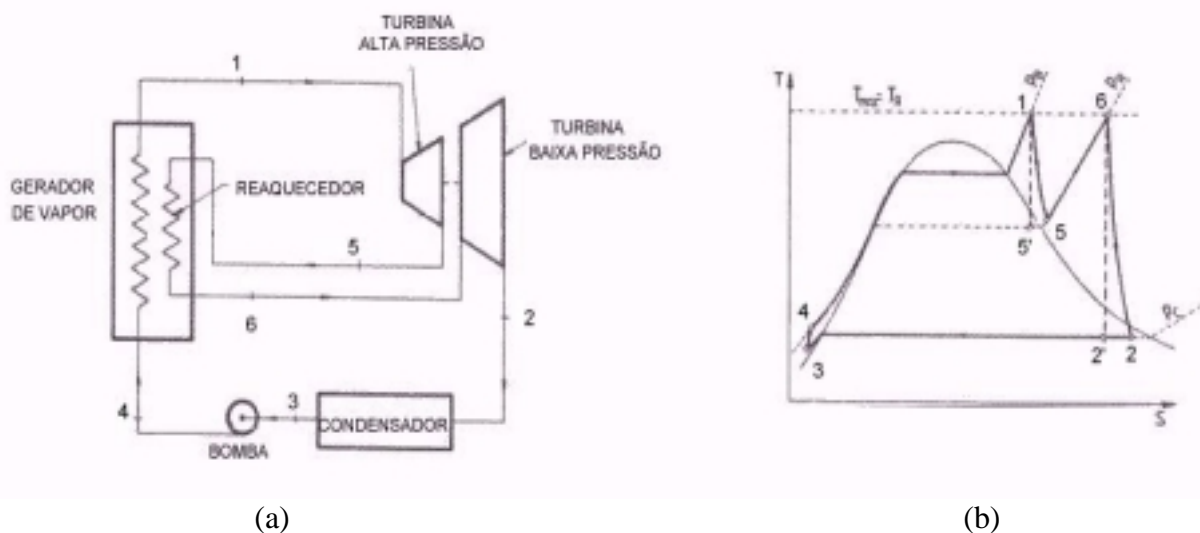 TURBINA
ALTA PRESSÃO
1
TURBINA
BAIXA PRESSÃO
GERADOR
DE VAPOR
REAQUECEDOR
5
6
2
4
3
CONDENSADOR
BOMBA
(a)
T
1
6
5'
5
4
3
2'
2
S
(b)